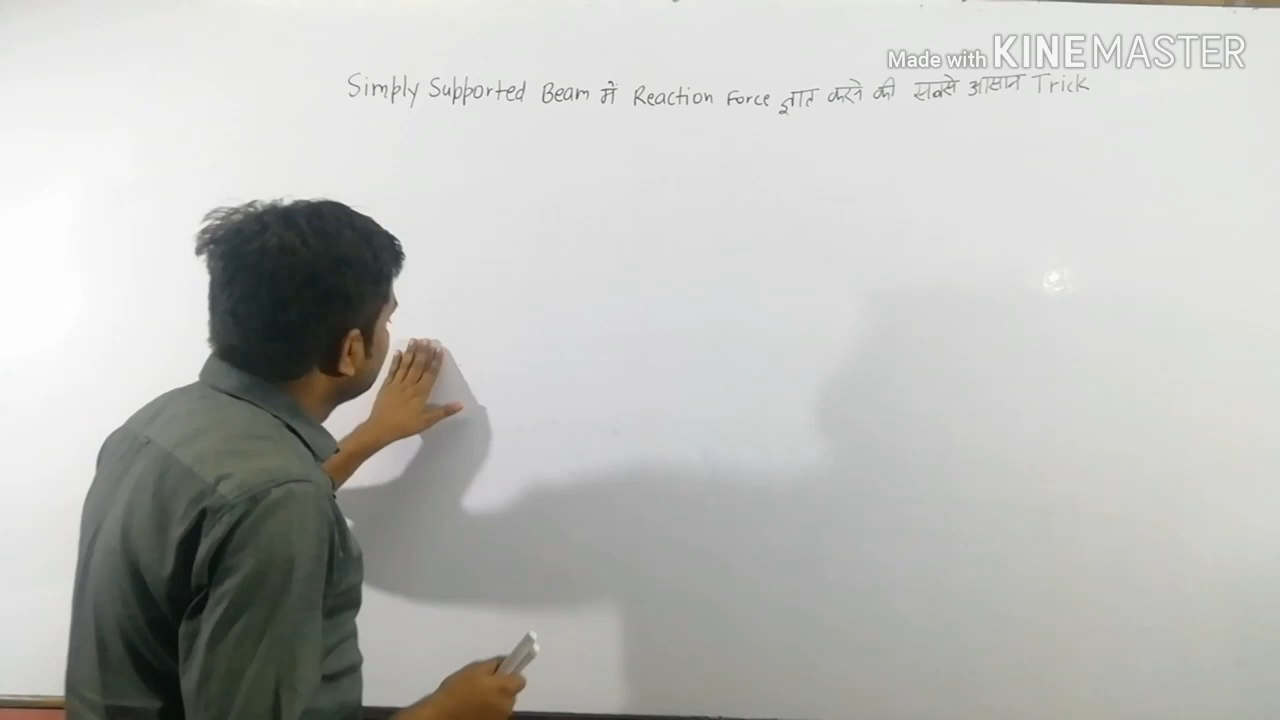 Made with KINEMASTER
Simply Supported Beam में Reaction Force ज्ञात करने की सबसे आसान Trick